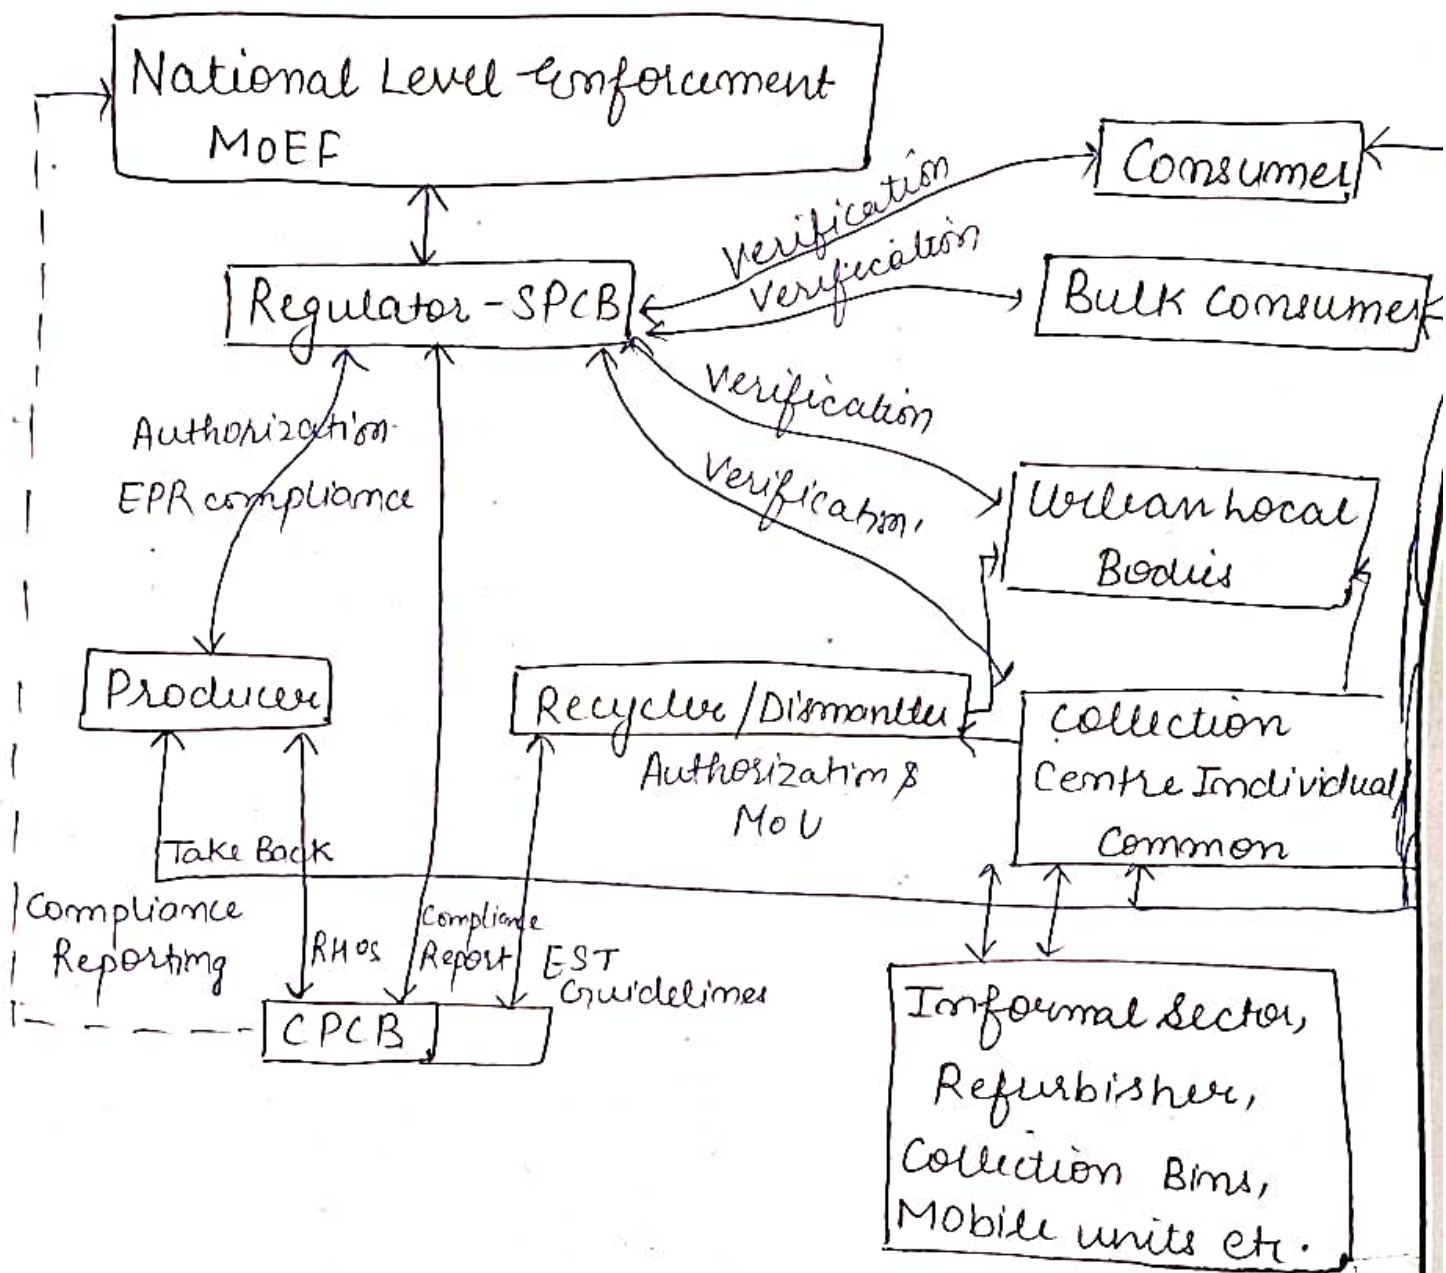 National Level Enforcement
MOEF
Consumer
Verification
Verification
Regulator - SPCB
Bulk Consumer
Verification
Authorization
EPR compliance
Verification
Urban Local
Bodies
Producer
Recycler / Dismantler
Authorization &
MOU
Collection
Centre Individual
Common
Take Back
Compliance
Reporting
RHOs
Compliance
Report
EST
Guidelines
CPCB
Informal Sector,
Refurbisher,
Collection Bins,
Mobile units etc.